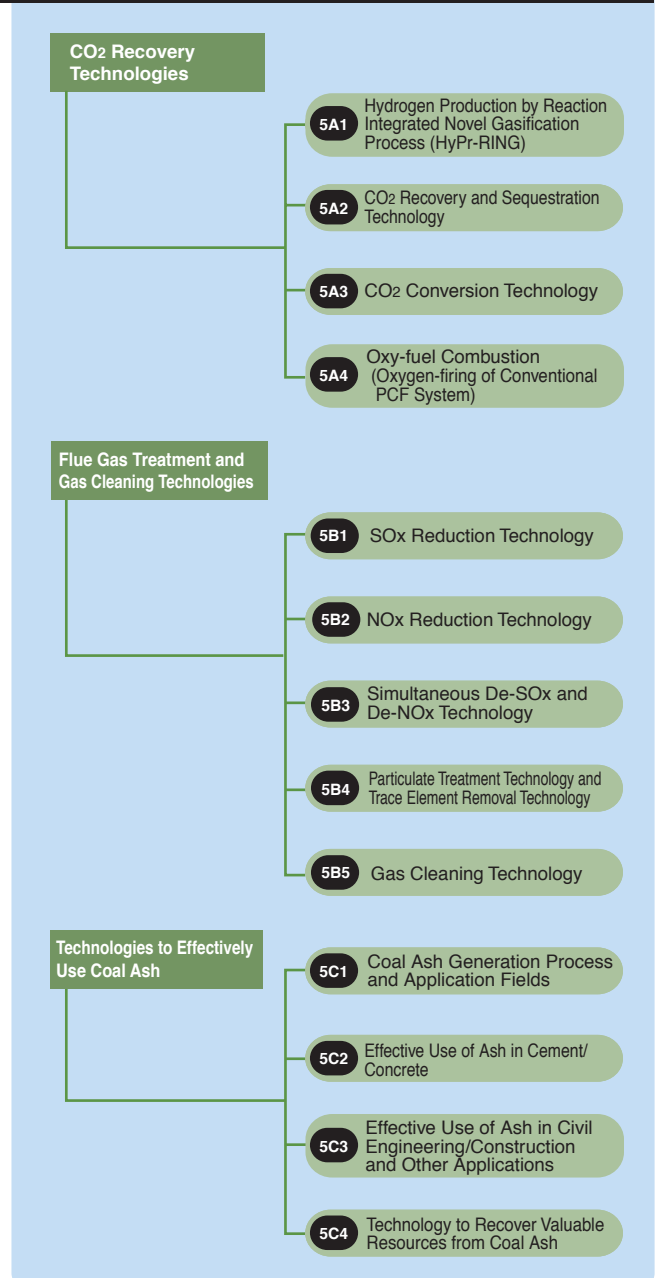 CO2 Recovery
Technologies
5A1
Hydrogen Production by Reaction
Integrated Novel Gasification
Process (HyPr-RING)
5A2
CO2 Recovery and Sequestration
Technology
5A3
CO2 Conversion Technology
5A4
Oxy-fuel Combustion
(Oxygen-firing of Conventional
PCF System)
Flue Gas Treatment and
Gas Cleaning Technologies
5B1
SOx Reduction Technology
5B2
NOx Reduction Technology
5B3
Simultaneous De-SOx and
De-NOx Technology
5B4
Particulate Treatment Technology and
Trace Element Removal Technology
5B5
Gas Cleaning Technology
Technologies to Effectively
Use Coal Ash
5C1
Coal Ash Generation Process
and Application Fields
5C2
Effective Use of Ash in Cement/
Concrete
5C3
Effective Use of Ash in Civil
Engineering/Construction
and Other Applications
5C4
Technology to Recover Valuable
Resources from Coal Ash